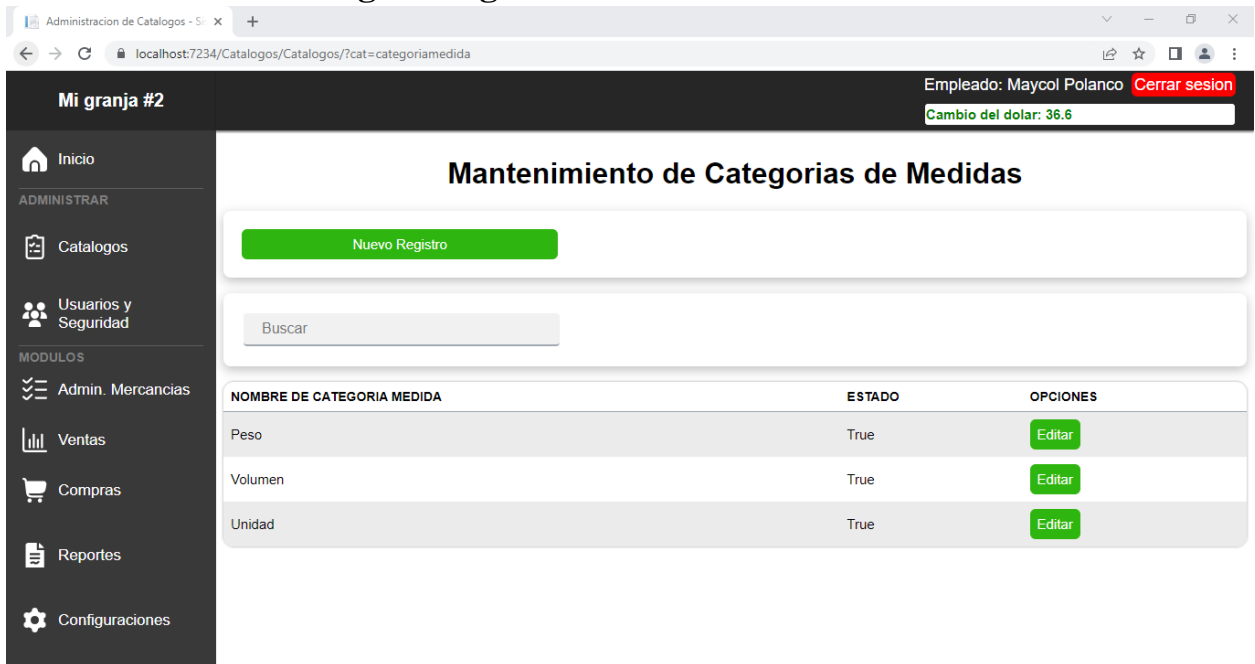 Administracion de Catalogos - Si
localhost:7234/Catalogos/Catalogos/?cat=categoriamedida
Mi granja #2
Empleado: Maycol Polanco Cerrar sesion
Cambio del dolar: 36.6
Inicio
ADMINISTRAR
Catalogos
Usuarios y
Seguridad
MODULOS
Admin. Mercancias
Ventas
Compras
Reportes
Configuraciones
Mantenimiento de Categorias de Medidas
Nuevo Registro
Buscar
NOMBRE DE CATEGORIA MEDIDA ESTADO OPCIONES
Peso True Editar
Volumen True Editar
Unidad True Editar